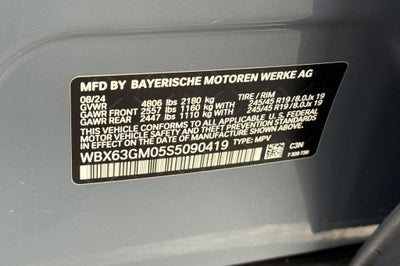 MFD BY BAYERISCHE MOTOREN WERKE AG
08/24 TIRE / RIM
GVWR 4806 lbs 2180 kg
GAWR FRONT 2557 lbs 1160 KG WITH 245/45 R19 / 8.0Jx 19
GAWR REAR 2447 lbs 1110 KG WITH 245/45 R19 / 8.0Jx 19
THIS VEHICLE CONFORMS TO ALL APPLICABLE U.S. FEDERAL
MOTOR VEHICLE SAFETY AND THEFT PREVENTION STANDARDS
IN EFFECT ON THE DATE OF MANUFACTURE SHOWN ABOVE.
WBX63GM05S5090419 TYPE: MPV C3N